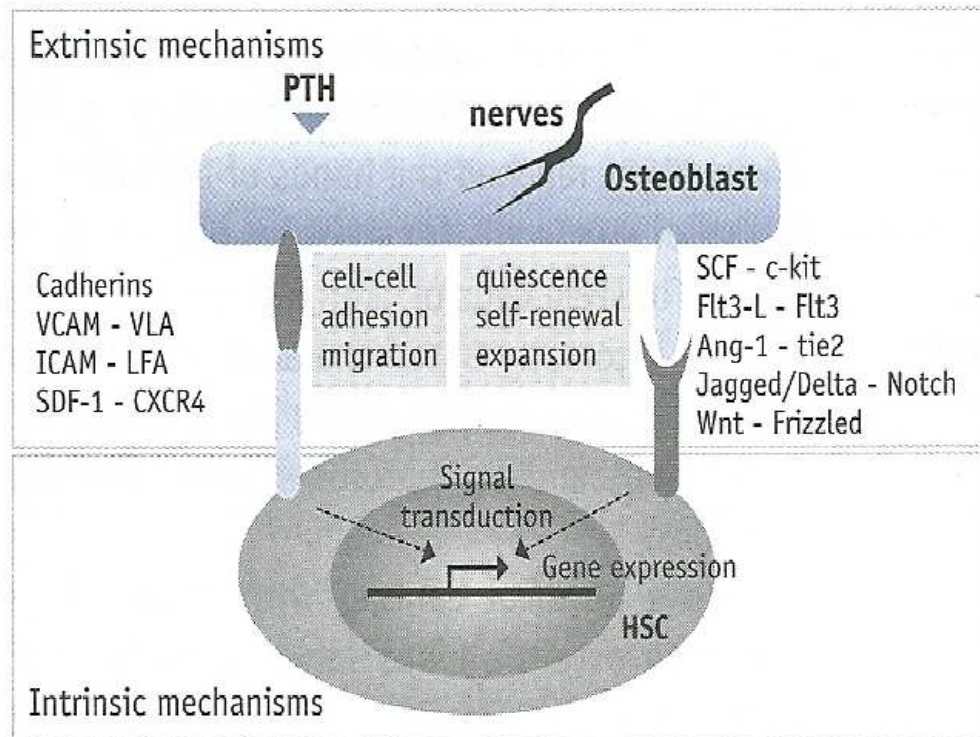 Extrinsic mechanisms
PTH
nerves
Osteoblast
Cadherins
VCAM - VLA
ICAM - LFA
SDF-1 - CXCR4
cell-cell
adhesion
migration
quiescence
self-renewal
expansion
SCF - c-kit
Flt3-L - Flt3
Ang-1 - tie2
Jagged/Delta - Notch
Wnt - Frizzled
Signal
transduction
Gene expression
HSC
Intrinsic mechanisms